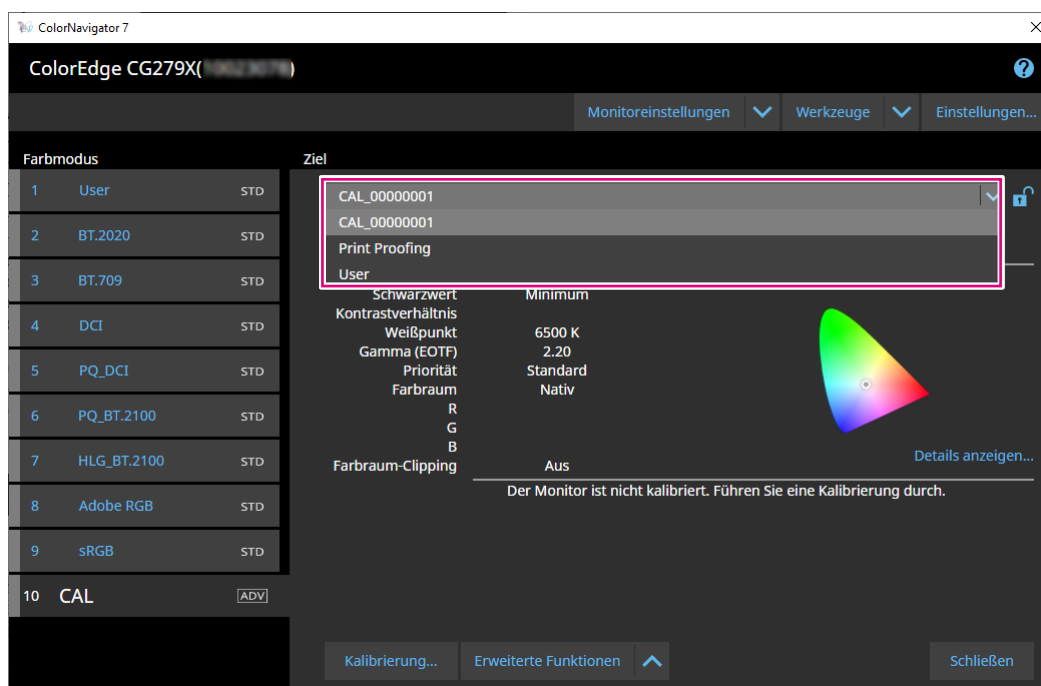 ColorNavigator 7
ColorEdge CG279X( )
Monitoreinstellungen Werkzeuge Einstellungen...
Farbmodus
1 User STD
2 BT.2020 STD
3 BT.709 STD
4 DCI STD
5 PQ_DCI STD
6 PQ_BT.2100 STD
7 HLG_BT.2100 STD
8 Adobe RGB STD
9 sRGB STD
10 CAL ADV
Ziel
CAL_00000001
CAL_00000001
Print Proofing
User
Schwarzwert Minimum
Kontrastverhältnis
Weißpunkt 6500 K
Gamma (EOTF) 2.20
Priorität Standard
Farbraum Nativ
R
G
B
Farbraum-Clipping Aus
Details anzeigen...
Der Monitor ist nicht kalibriert. Führen Sie eine Kalibrierung durch.
Kalibrierung... Erweiterte Funktionen Schließen